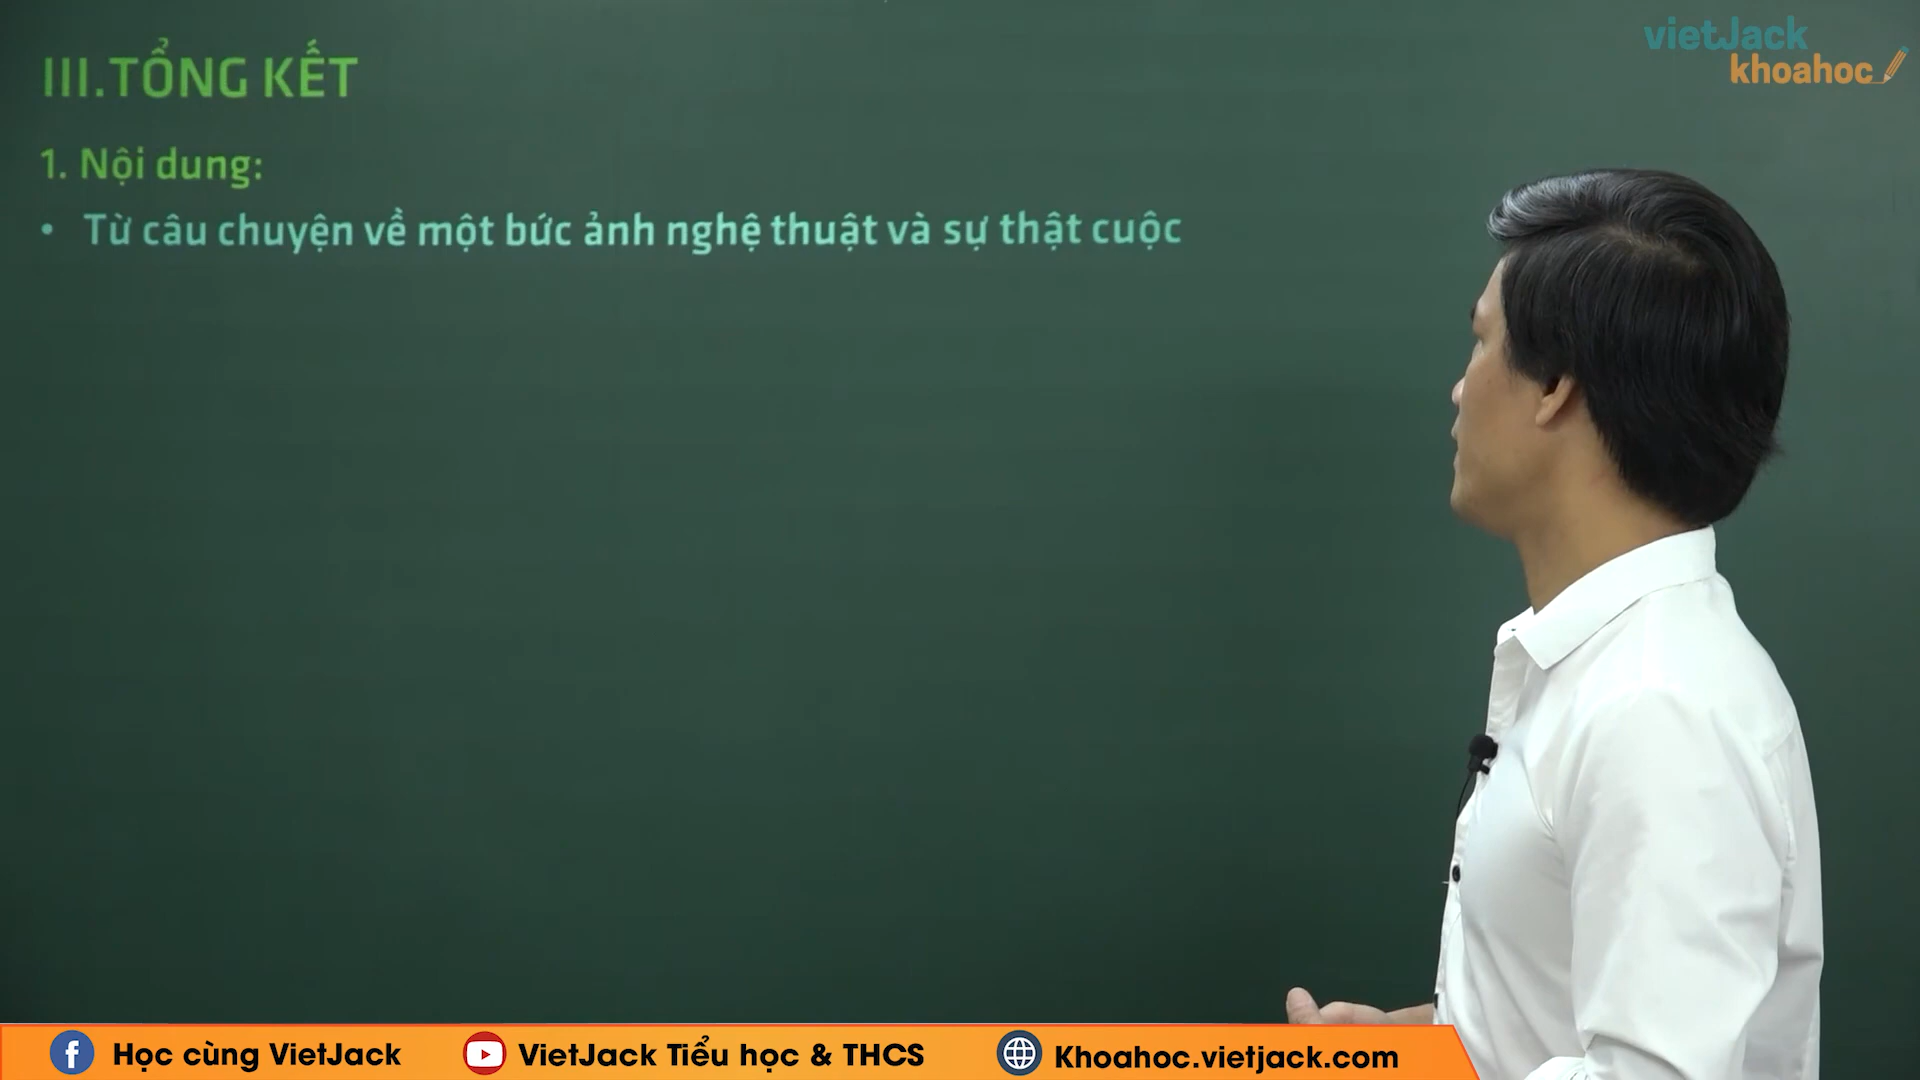 vietJack
khoahoc
III.TỔNG KẾT
1. Nội dung:
• Từ câu chuyện về một bức ảnh nghệ thuật và sự thật cuộc
Học cùng VietJack
VietJack Tiểu học & THCS
Khoahoc.vietjack.com